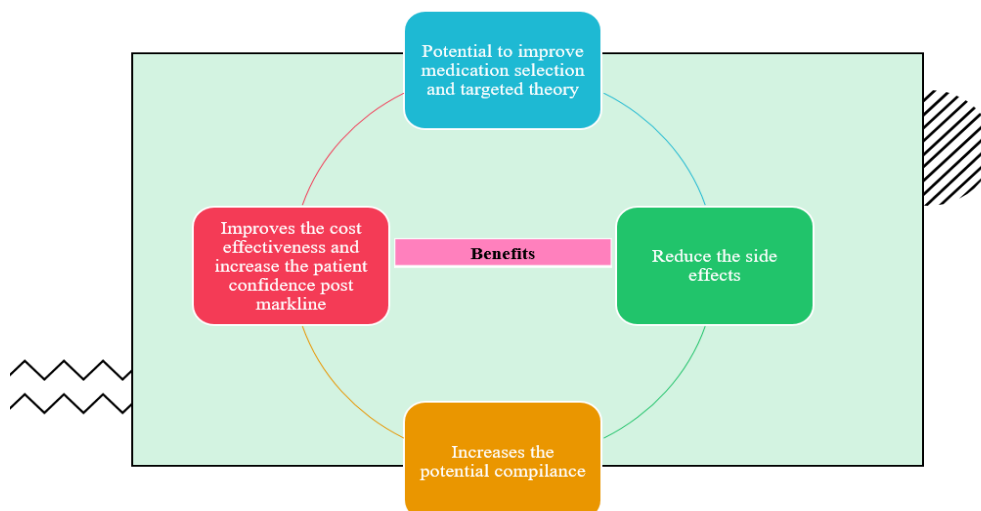 Potential to improve
medication selection
and targeted theory
Improves the cost
effectiveness and
increase the patient
confidence post
markline
Benefits
Reduce the side
effects
Increases the
potential compilance